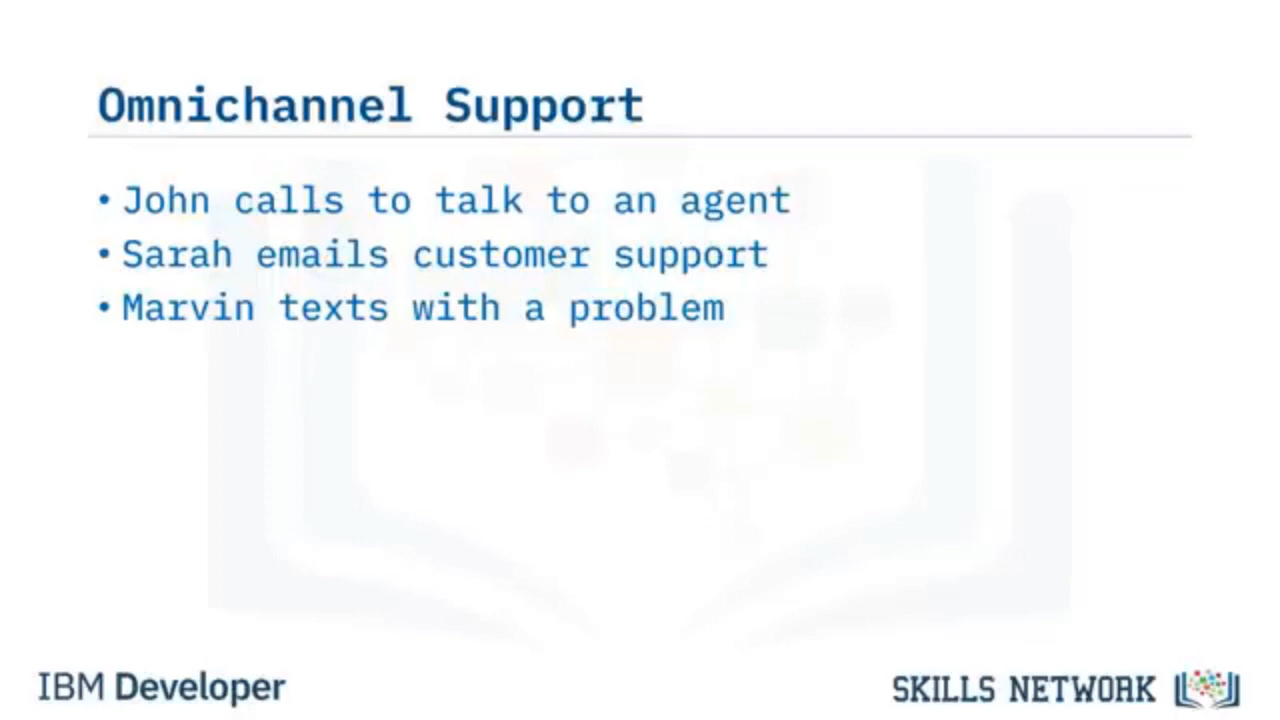 Omnichannel Support
• John calls to talk to an agent
• Sarah emails customer support
• Marvin texts with a problem
IBM Developer
SKILLS NETWORK